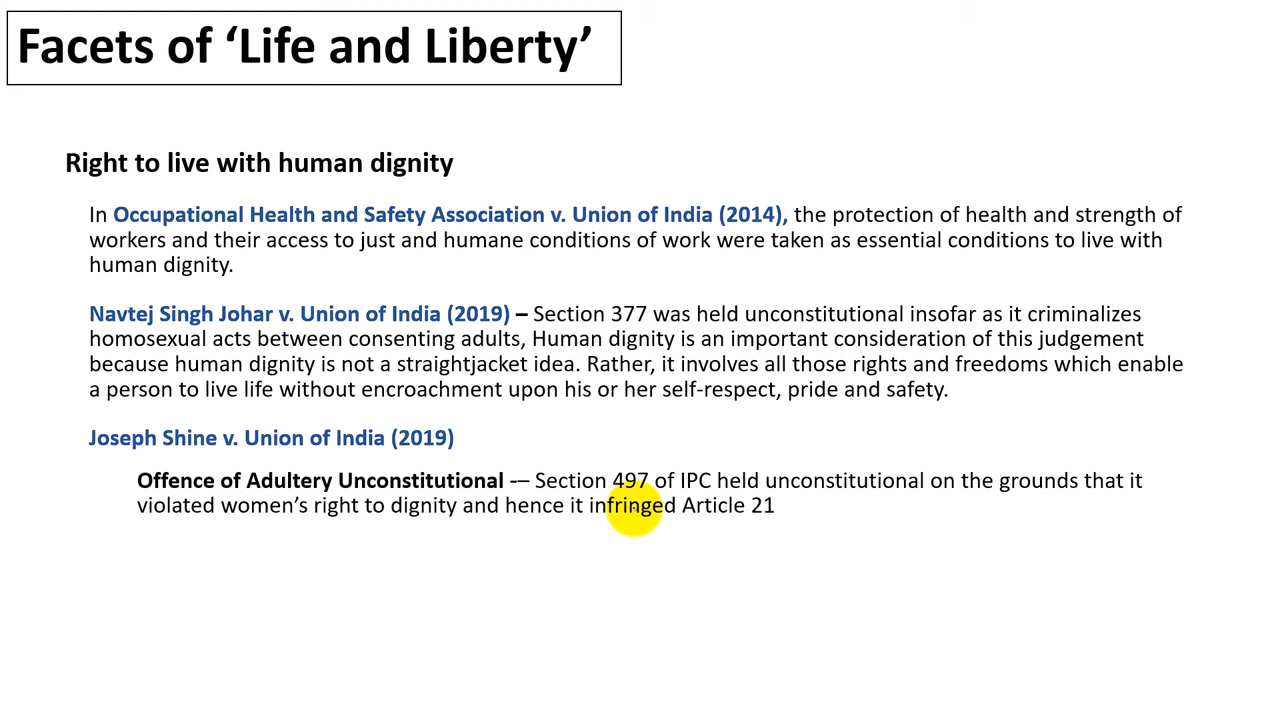 Facets of ‘Life and Liberty’
Right to live with human dignity
In Occupational Health and Safety Association v. Union of India (2014), the protection of health and strength of
workers and their access to just and humane conditions of work were taken as essential conditions to live with
human dignity.
Navtej Singh Johar v. Union of India (2019) – Section 377 was held unconstitutional insofar as it criminalizes
homosexual acts between consenting adults, Human dignity is an important consideration of this judgement
because human dignity is not a straightjacket idea. Rather, it involves all those rights and freedoms which enable
a person to live life without encroachment upon his or her self-respect, pride and safety.
Joseph Shine v. Union of India (2019)
Offence of Adultery Unconstitutional -– Section 497 of IPC held unconstitutional on the grounds that it
violated women’s right to dignity and hence it infringed Article 21